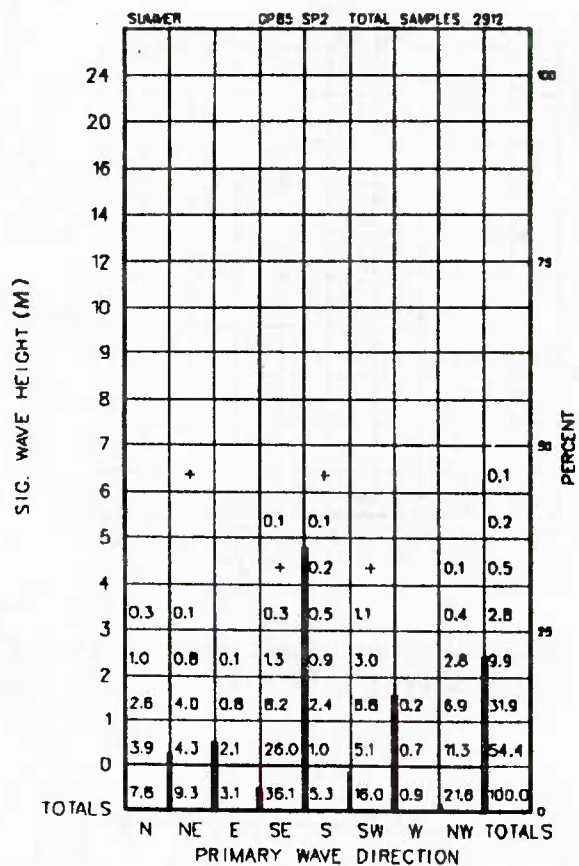 SUMMER OP85 SP2 TOTAL SAMPLES 2912
24 100
20
16
14
12 75
10
9
8
7 50
+ + 0.1
6
0.1 0.1 0.2
5
+ 0.2 + 0.1 0.5
4
0.3 0.1 0.3 0.5 1.1 0.4 2.8
3 25
1.0 0.8 0.1 1.3 0.9 3.0 2.8 9.9
2
2.6 4.0 0.8 8.2 2.4 6.8 0.2 6.9 31.9
1
3.9 4.3 2.1 26.0 1.0 5.1 0.7 11.3 54.4
0
7.8 9.3 3.1 36.1 5.3 16.0 0.9 21.6 100.0
TOTALS 0
N NE E SE S SW W NW TOTALS
PRIMARY WAVE DIRECTION
SIG. WAVE HEIGHT (M)
PERCENT